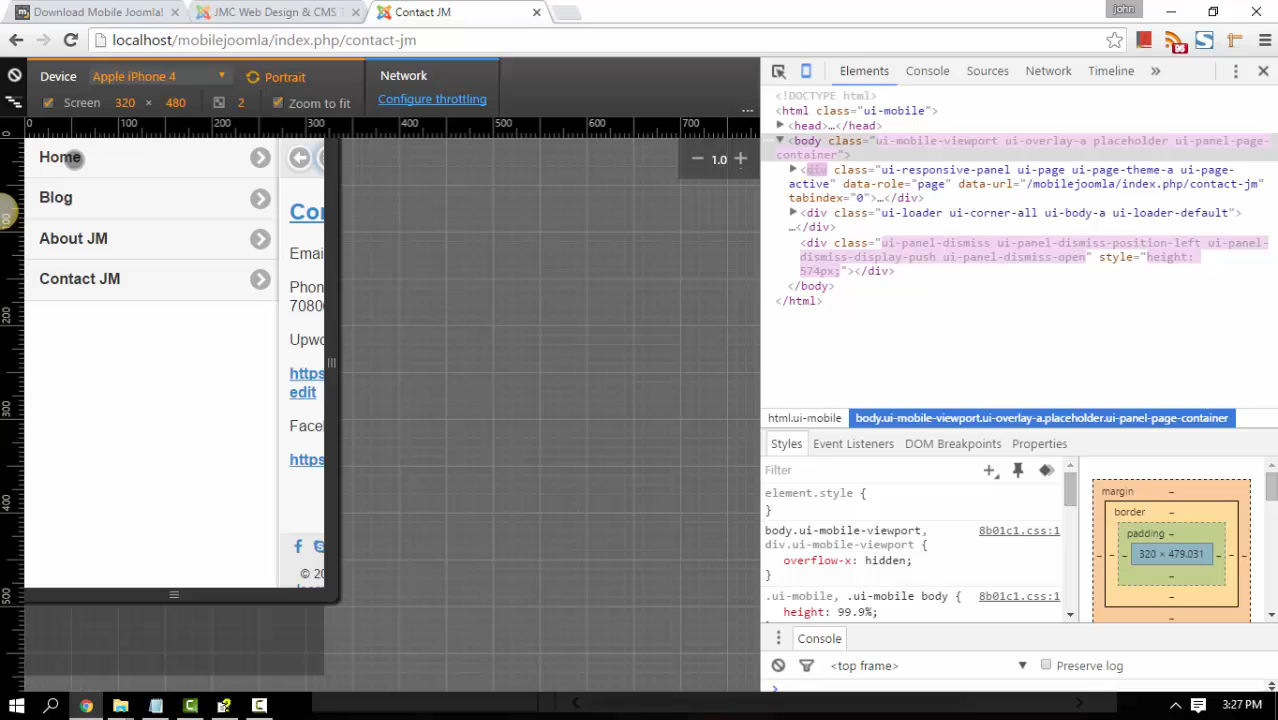 Download Mobile Joomla!
JMC Web Design & CMS T
Contact JM
john
localhost/mobilejoomla/index.php/contact-jm
96
Device Apple iPhone 4 Portrait Network
Screen 320 × 480 2 Zoom to fit Configure throttling
...
0 100 200 300 400 500 600 700
1.0
Home
Blog
About JM
Contact JM
Con
Emai
Phon
7080
Upwo
https
edit
Facel
https
© 20
0
100
200
300
400
500
Elements Console Sources Network Timeline »
<!DOCTYPE html>
<html class="ui-mobile">
<head>…</head>
<body class="ui-mobile-viewport ui-overlay-a placeholder ui-panel-page-
container">
<div class="ui-responsive-panel ui-page ui-page-theme-a ui-page-
active" data-role="page" data-url="/mobilejoomla/index.php/contact-jm"
tabindex="0">…</div>
<div class="ui-loader ui-corner-all ui-body-a ui-loader-default">
…</div>
<div class="ui-panel-dismiss ui-panel-dismiss-position-left ui-panel-
dismiss-display-push ui-panel-dismiss-open" style="height:
574px;"></div>
</body>
</html>
html.ui-mobile body.ui-mobile-viewport.ui-overlay-a.placeholder.ui-panel-page-container
Styles Event Listeners DOM Breakpoints Properties
Filter
element.style {
}
body.ui-mobile-viewport, 8b01c1.css:1
div.ui-mobile-viewport {
overflow-x: hidden;
}
.ui-mobile, .ui-mobile body { 8b01c1.css:1
height: 99.9%;
margin –
border –
padding –
320 × 479.031
Console
<top frame> Preserve log
3:27 PM